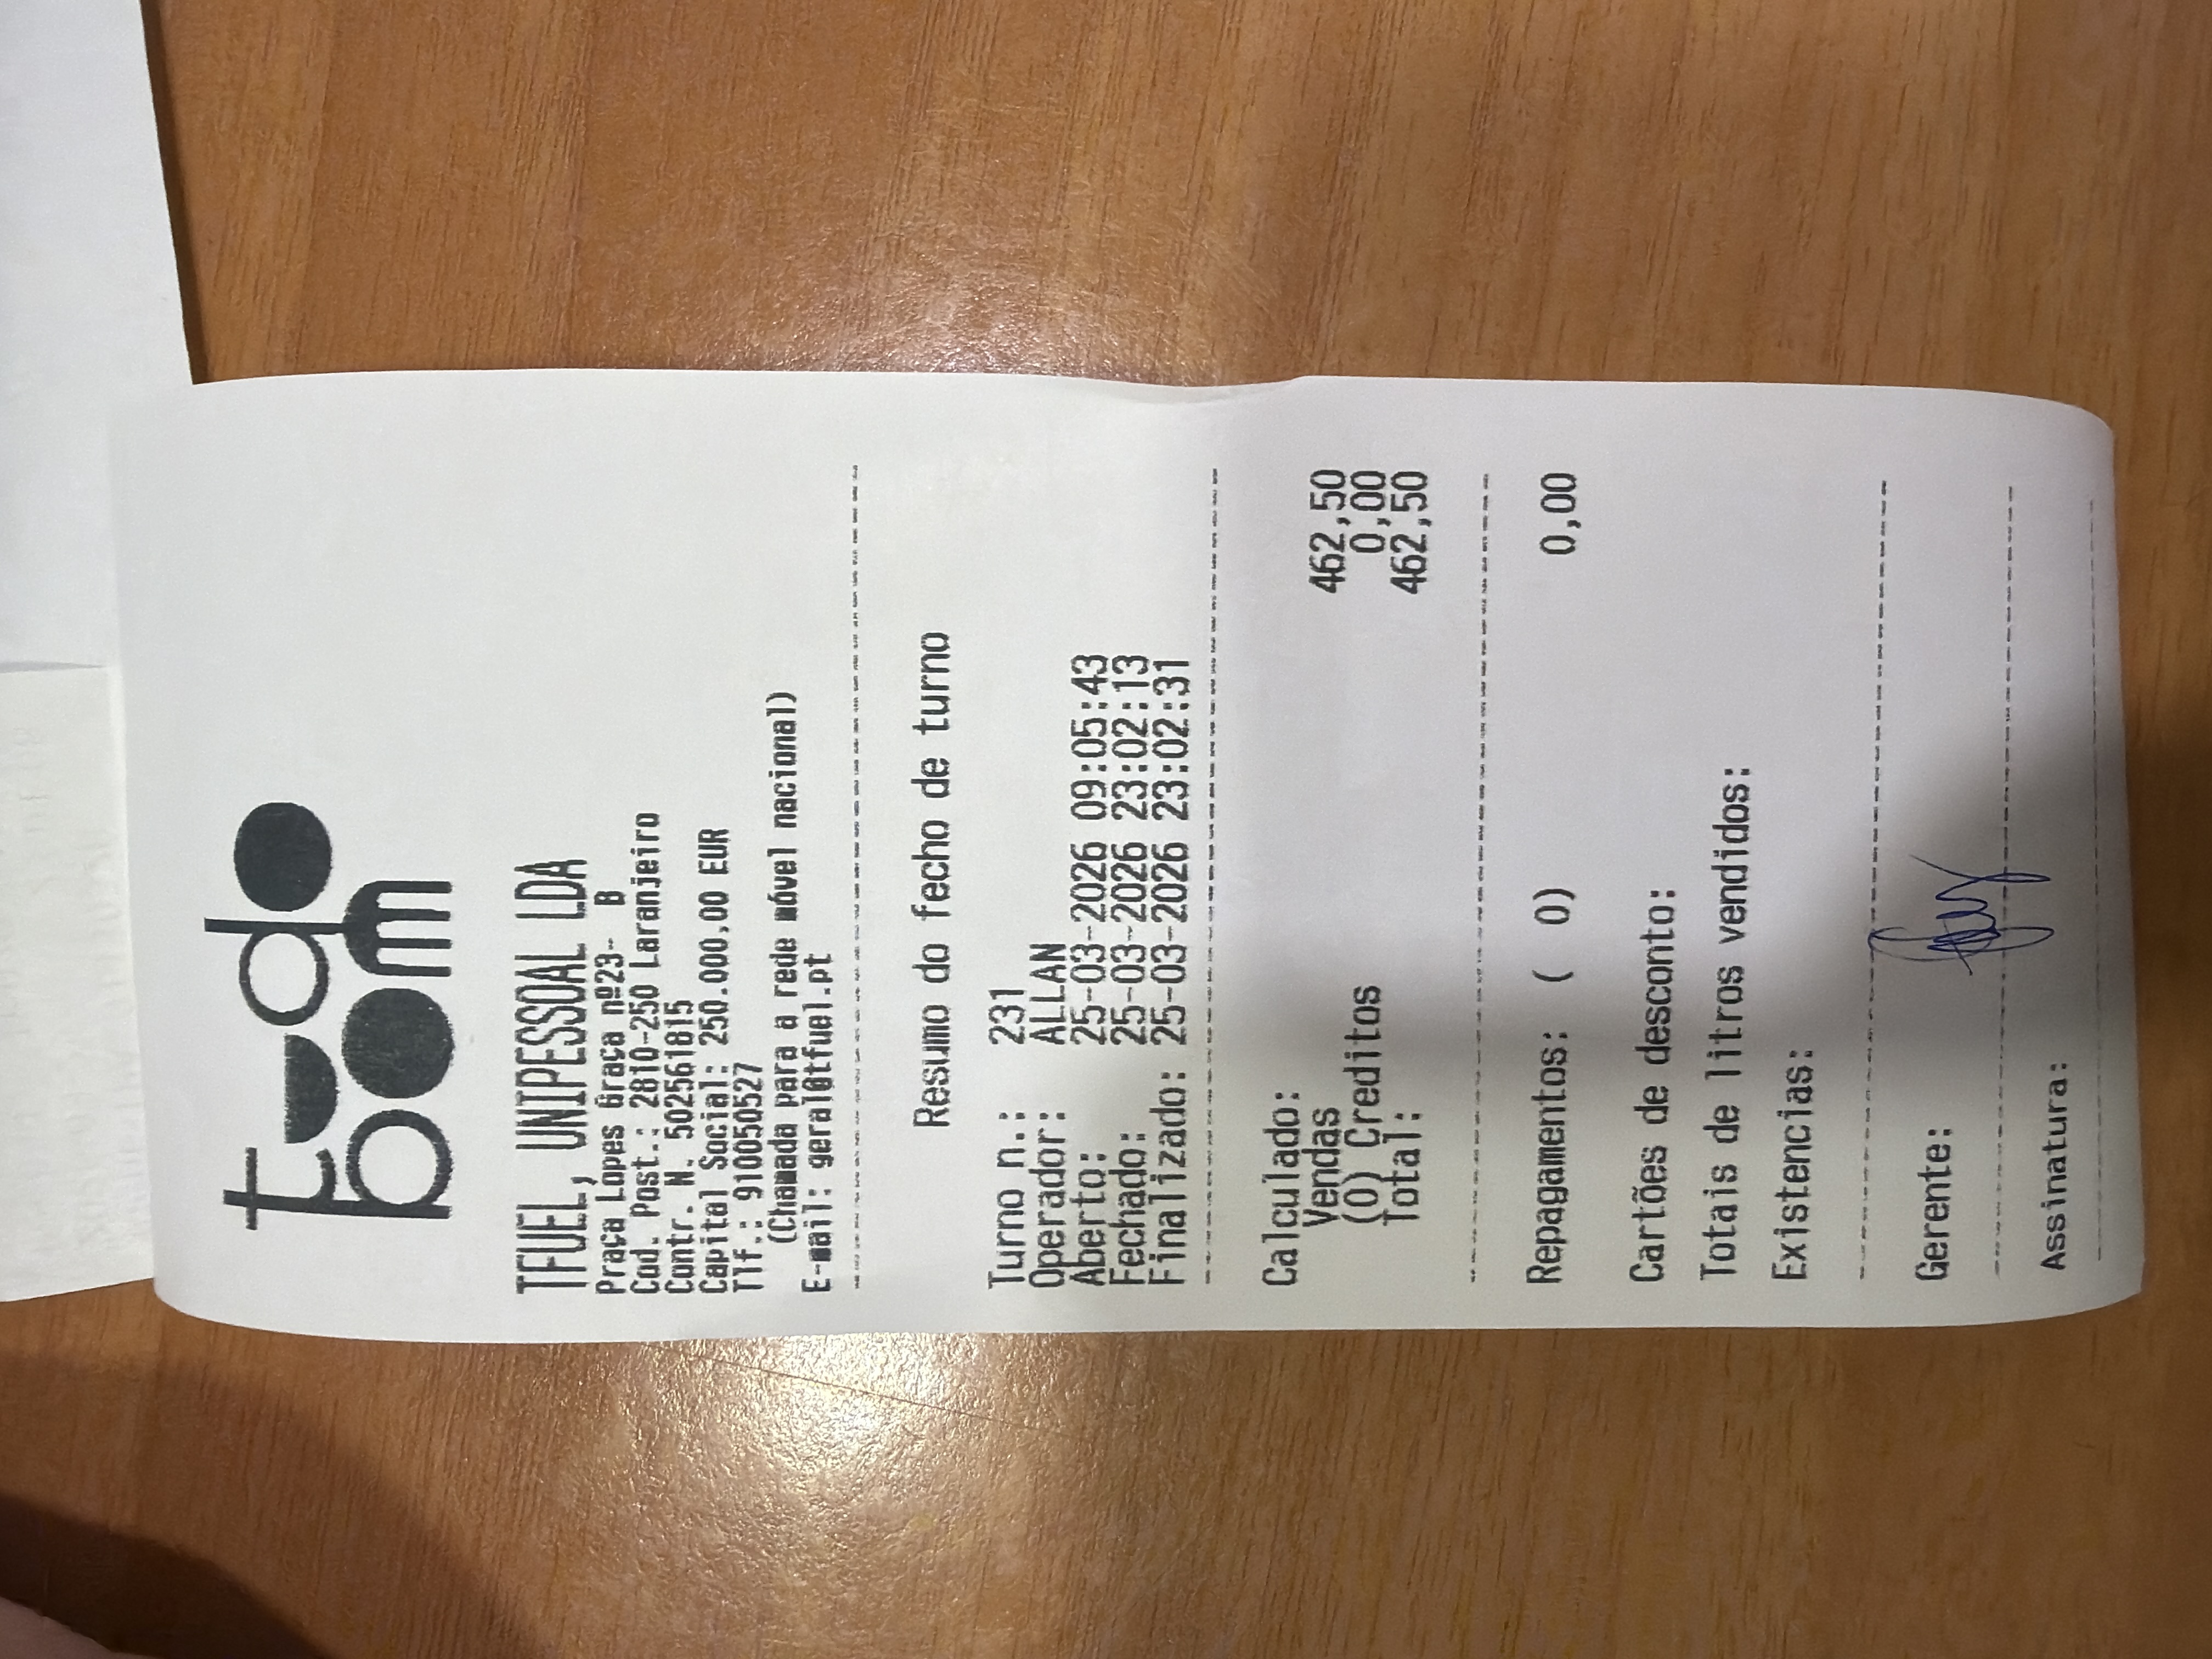 tudo
bom
TFUEL, UNIPESSOAL LDA
Praça Lopes Graça nº23- B
Cod. Post.: 2810-250 Laranjeiro
Contr. N. 502561815
Capital Social: 250.000,00 EUR
Tlf.: 910050527
(Chamada para a rede móvel nacional)
E-mail: geral@tfuel.pt
Resumo do fecho de turno
Turno n.: 231
Operador: ALLAN
Aberto: 25-03-2026 09:05:43
Fechado: 25-03-2026 23:02:13
Finalizado: 25-03-2026 23:02:31
Calculado:
Vendas 462,50
(0) Creditos 0,00
Total: 462,50
Repagamentos: ( 0) 0,00
Cartões de desconto:
Totais de litros vendidos:
Existencias:
Gerente:
Assinatura: